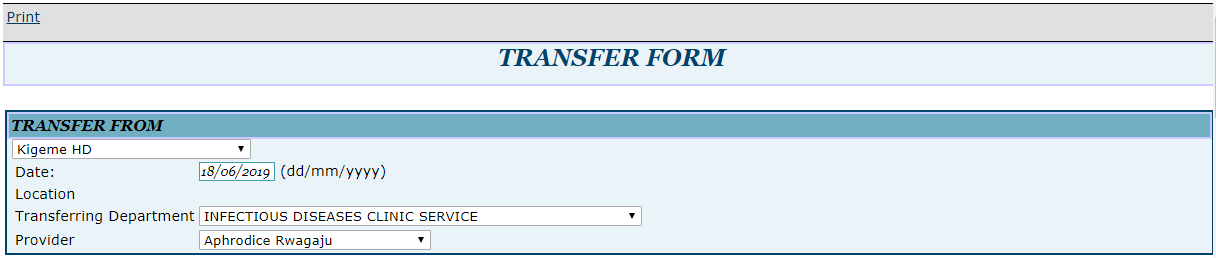 Print
TRANSFER FORM
TRANSFER FROM
Kigeme HD
Date: 18/06/2019 (dd/mm/yyyy)
Location
Transferring Department INFECTIOUS DISEASES CLINIC SERVICE
Provider Aphrodice Rwagaju